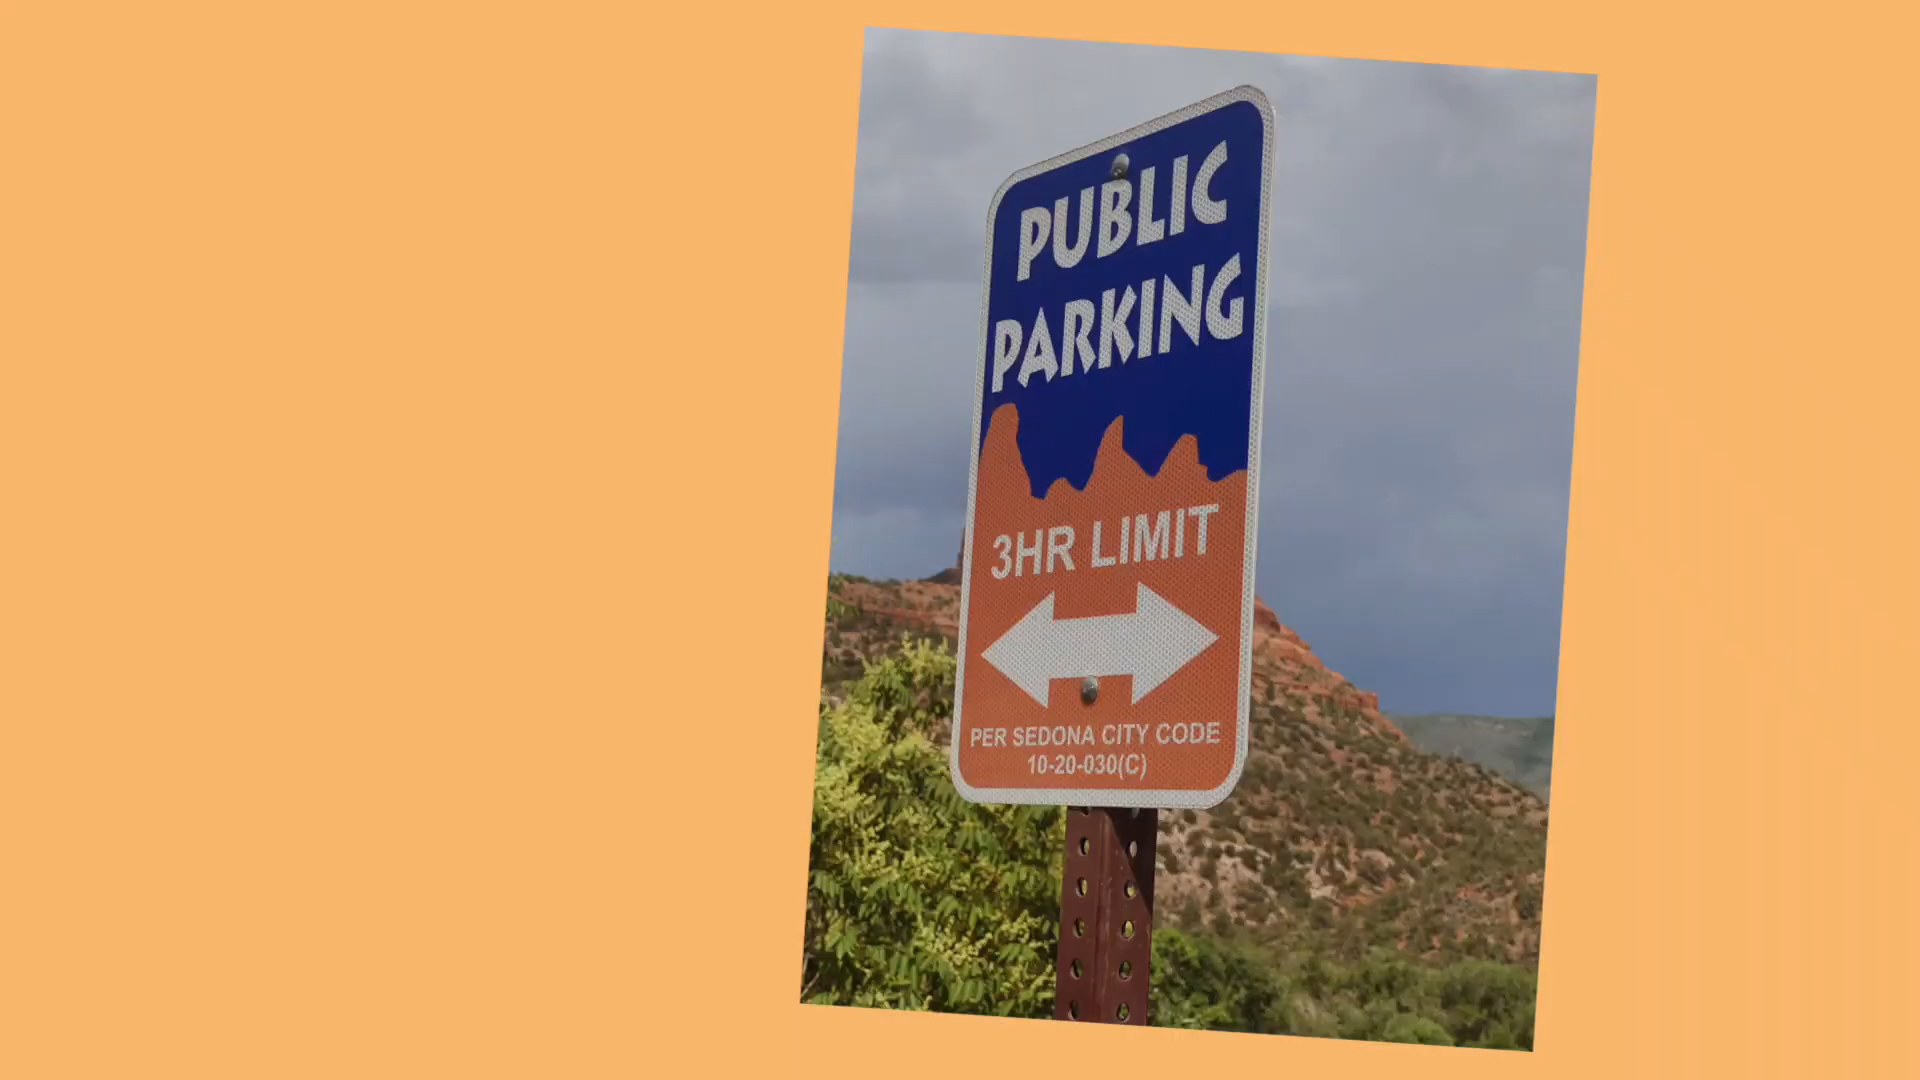 PUBLIC
PARKING
3HR LIMIT
PER SEDONA CITY CODE
10-20-030(C)